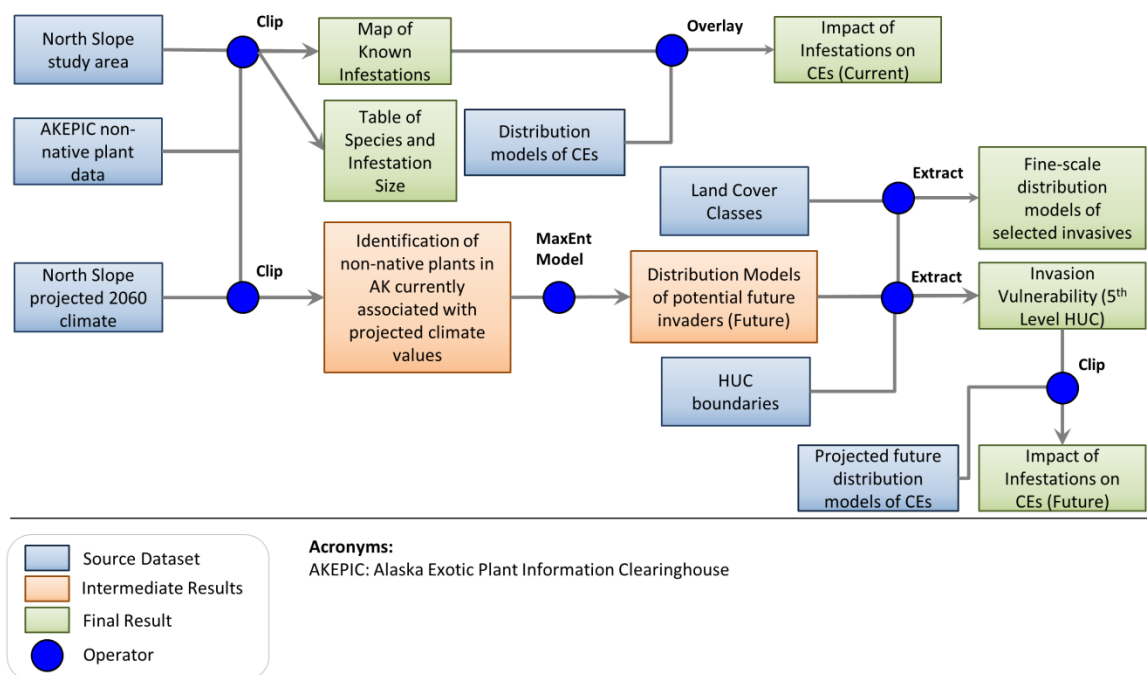 North Slope
study area
Clip
Map of
Known
Infestations
Overlay
Impact of
Infestations on
CEs (Current)
AKEPIC non-
native plant
data
Table of
Species and
Infestation
Size
Distribution
models of CEs
Land Cover
Classes
Extract
Fine-scale
distribution
models of
selected invasives
North Slope
projected 2060
climate
Clip
Identification of
non-native plants in
AK currently
associated with
projected climate
values
MaxEnt
Model
Distribution Models
of potential future
invaders (Future)
Extract
Invasion
Vulnerability (5th
Level HUC)
HUC
boundaries
Clip
Projected future
distribution
models of CEs
Impact of
Infestations on
CEs (Future)
Source Dataset
Intermediate Results
Final Result
Operator
Acronyms:
AKEPIC: Alaska Exotic Plant Information Clearinghouse